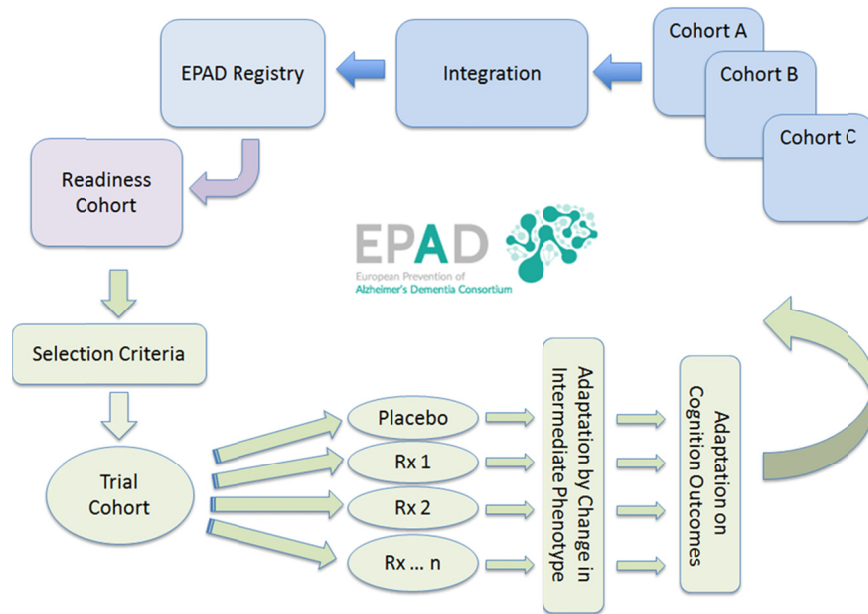 Cohort A
Cohort B
Cohort C
Integration
EPAD Registry
Readiness
Cohort
EPAD
European Prevention of
Alzheimer's Dementia Consortium
Selection Criteria
Trial
Cohort
Placebo
Rx 1
Rx 2
Rx ... n
Adaptation by Change in
Intermediate Phenotype
Adaptation on
Cognition Outcomes